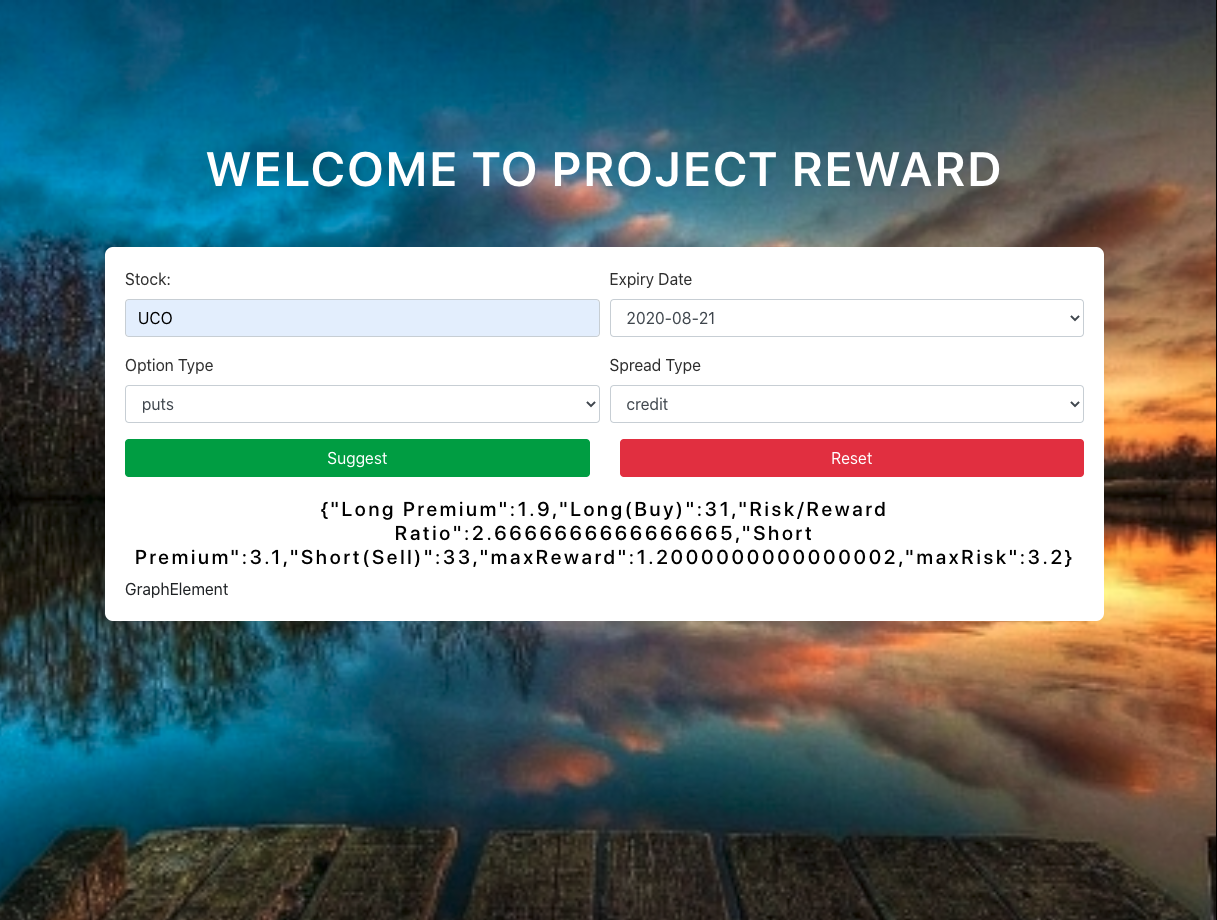 WELCOME TO PROJECT REWARD
Stock:
Expiry Date
UCO
2020-08-21
Option Type
Spread Type
puts
credit
Suggest
Reset
{"Long Premium":1.9,"Long(Buy)":31,"Risk/Reward
Ratio":2.6666666666666665,"Short
Premium":3.1,"Short(Sell)":33,"maxReward":1.2000000000000002,"maxRisk":3.2}
GraphElement